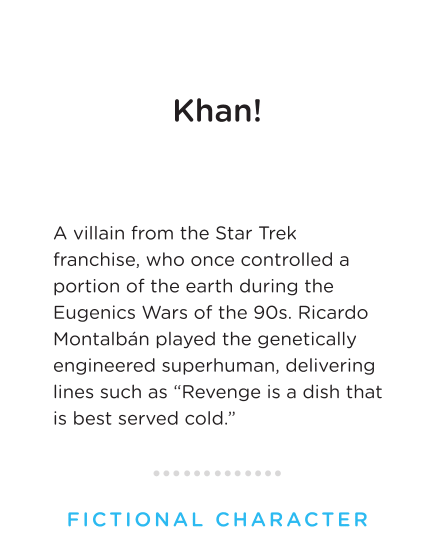 Khan!
A villain from the Star Trek
franchise, who once controlled a
portion of the earth during the
Eugenics Wars of the 90s. Ricardo
Montalbán played the genetically
engineered superhuman, delivering
lines such as “Revenge is a dish that
is best served cold.”
FICTIONAL CHARACTER